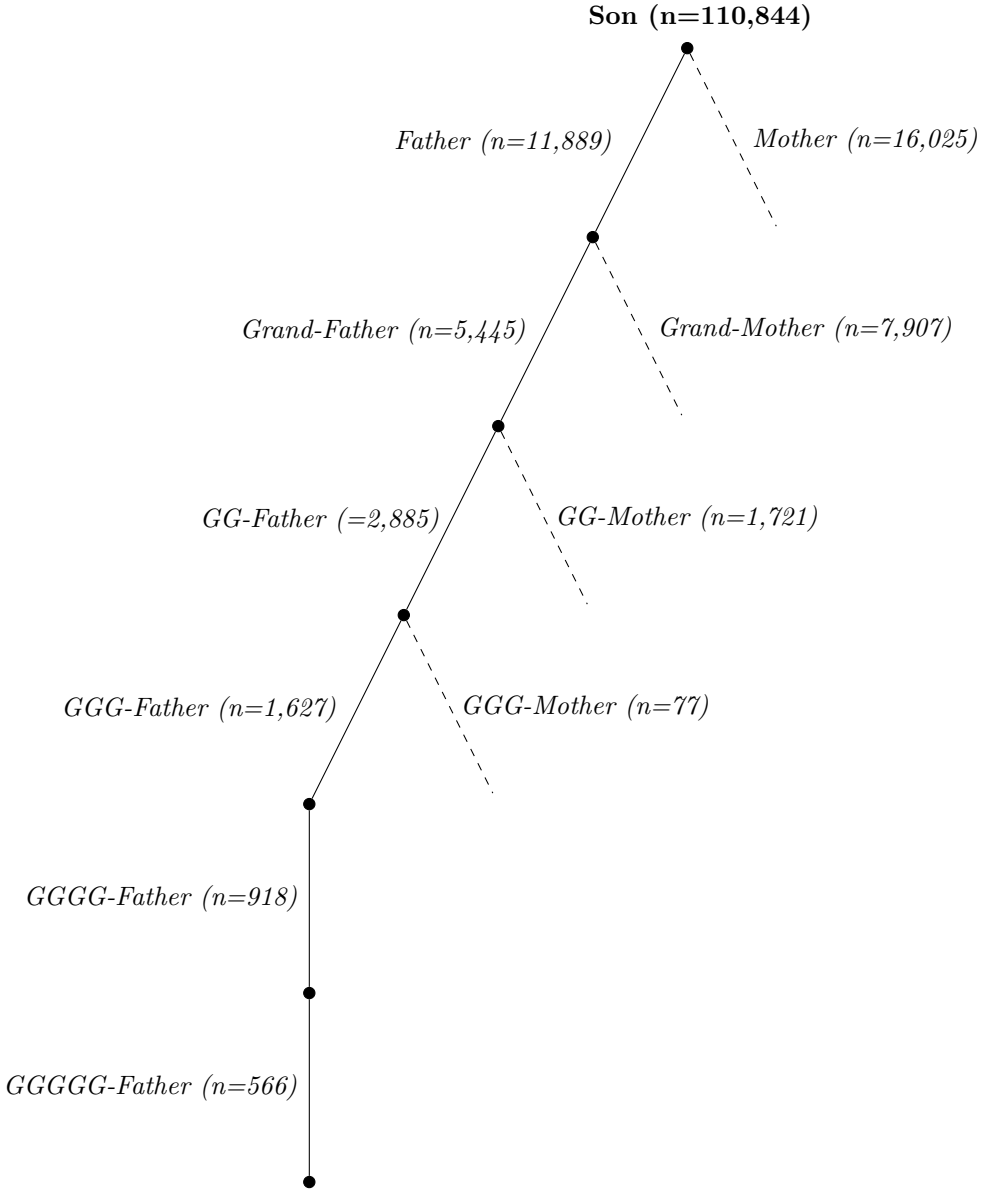 Son (n=110,844)
Father (n=11,889)
Mother (n=16,025)
Grand-Father (n=5,445)
Grand-Mother (n=7,907)
GG-Father (=2,885)
GG-Mother (n=1,721)
GGG-Father (n=1,627)
GGG-Mother (n=77)
GGGG-Father (n=918)
GGGGG-Father (n=566)